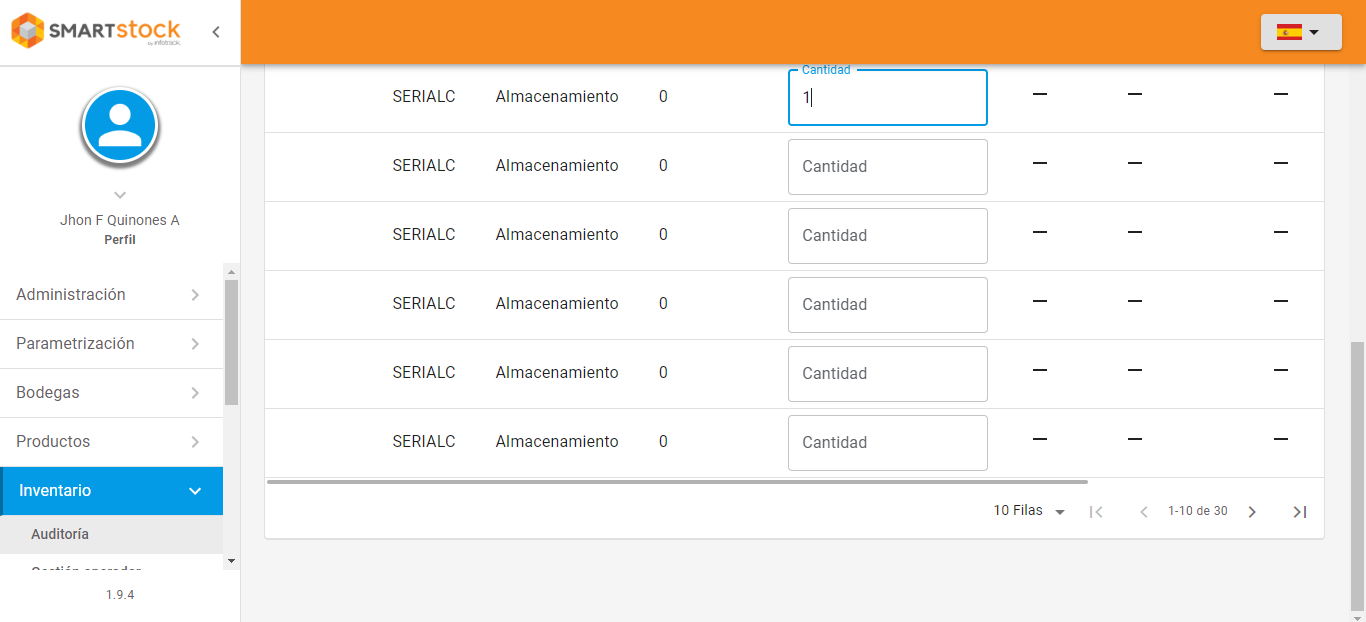 SMARTstock
by infotrack
Jhon F Quinones A
Perfil
Administración
Parametrización
Bodegas
Productos
Inventario
Auditoría
Gestión operador
1.9.4
Cantidad
SERIALC Almacenamiento 0 1 — — —
SERIALC Almacenamiento 0 Cantidad — — —
SERIALC Almacenamiento 0 Cantidad — — —
SERIALC Almacenamiento 0 Cantidad — — —
SERIALC Almacenamiento 0 Cantidad — — —
SERIALC Almacenamiento 0 Cantidad — — —
10 Filas 1-10 de 30